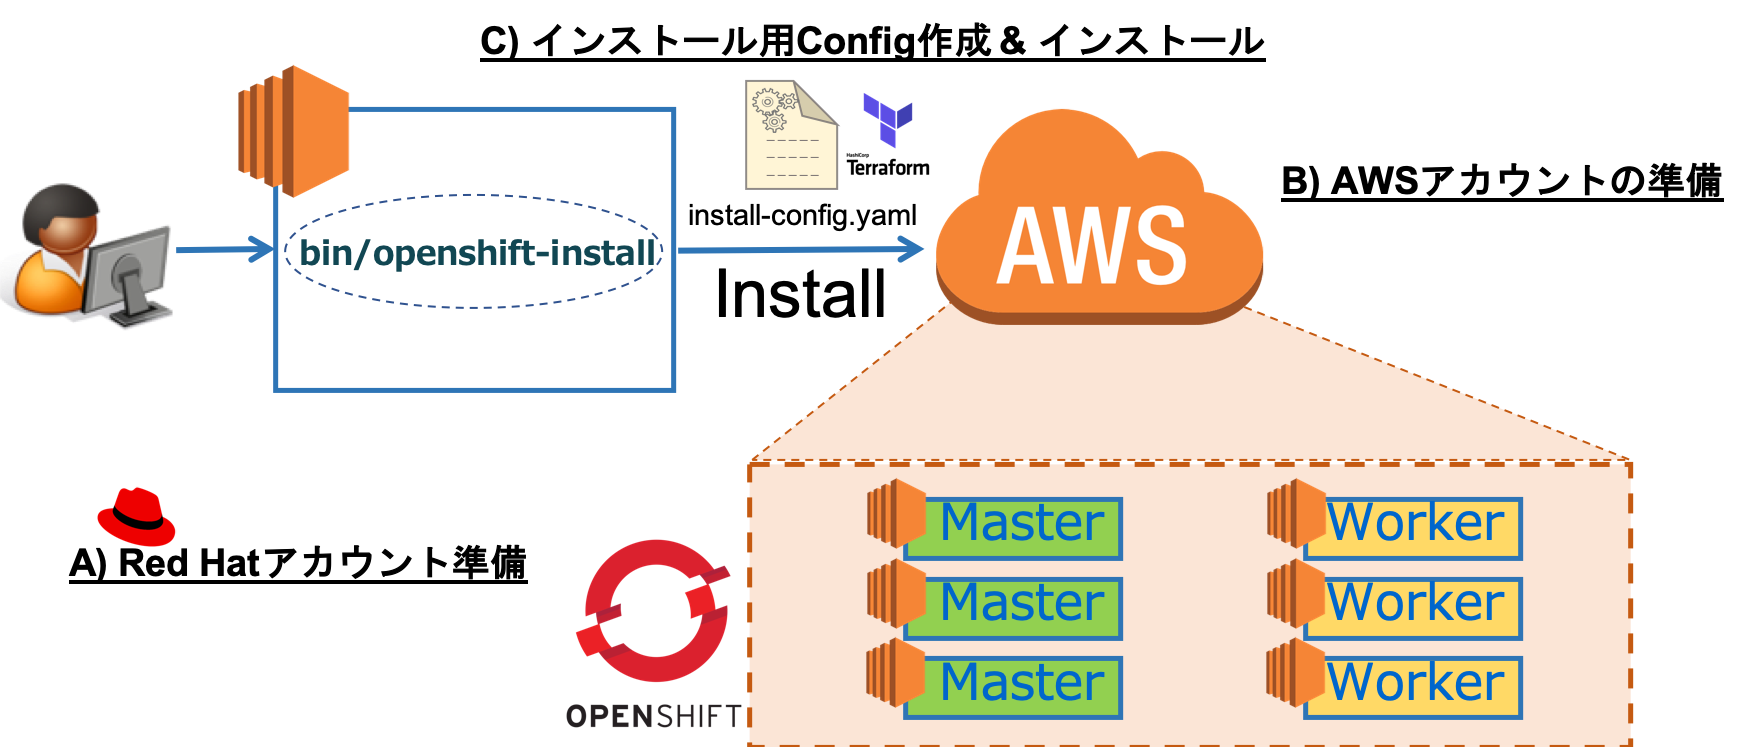 C) インストール用Config作成 & インストール
HashiCorp
Terraform
install-config.yaml
bin/openshift-install
Install
AWS
B) AWSアカウントの準備
A) Red Hatアカウント準備
OPENSHIFT
Master
Worker
Master
Worker
Master
Worker